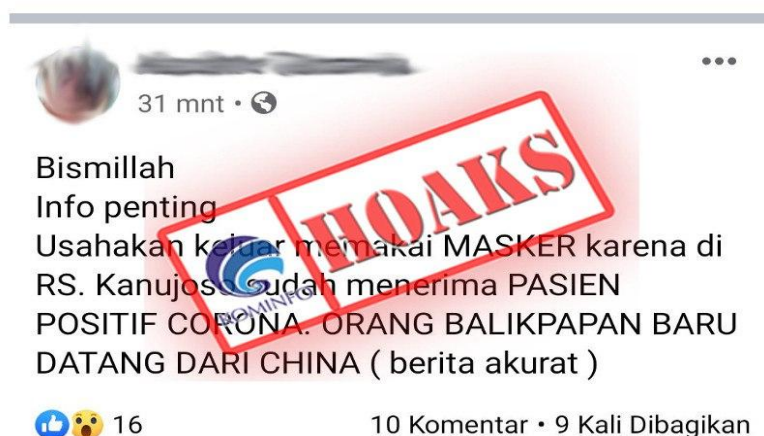 31 mnt •
Bismillah
Info penting
Usahakan keluar memakai MASKER karena di
RS. Kanujoso sudah menerima PASIEN
POSITIF CORONA. ORANG BALIKPAPAN BARU
DATANG DARI CHINA ( berita akurat )
HOAKS
KOMINFO
16
10 Komentar • 9 Kali Dibagikan